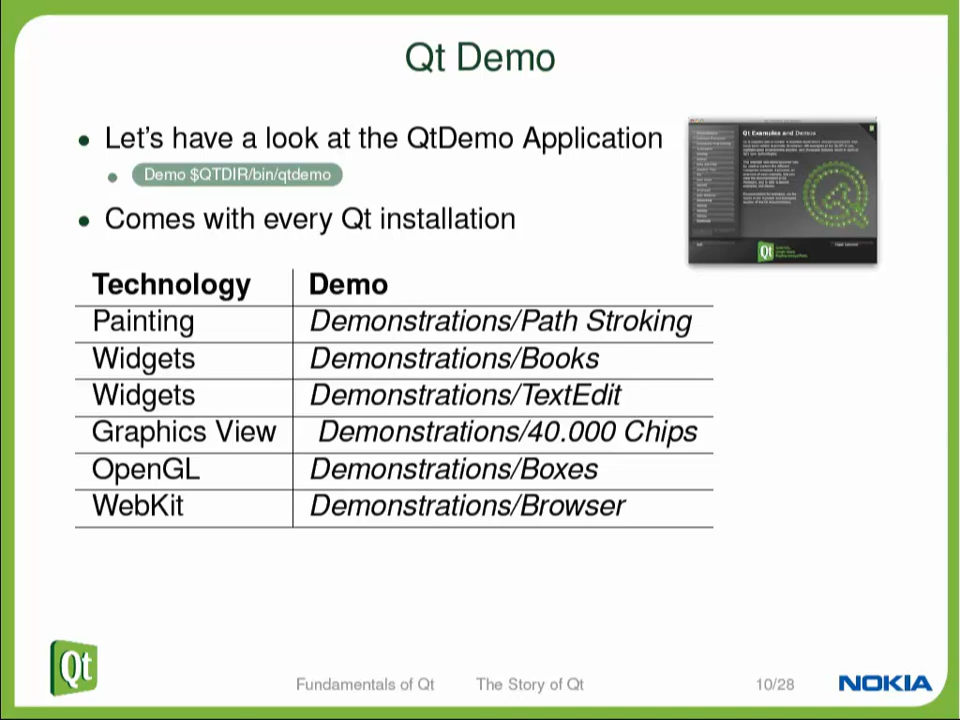 Qt Demo
• Let's have a look at the QtDemo Application
• Demo $QTDIR/bin/qtdemo
• Comes with every Qt installation
Qt Examples and Demos
Qt
Technology Demo
Painting Demonstrations/Path Stroking
Widgets Demonstrations/Books
Widgets Demonstrations/TextEdit
Graphics View Demonstrations/40.000 Chips
OpenGL Demonstrations/Boxes
WebKit Demonstrations/Browser
Qt
Fundamentals of Qt The Story of Qt 10/28 NOKIA